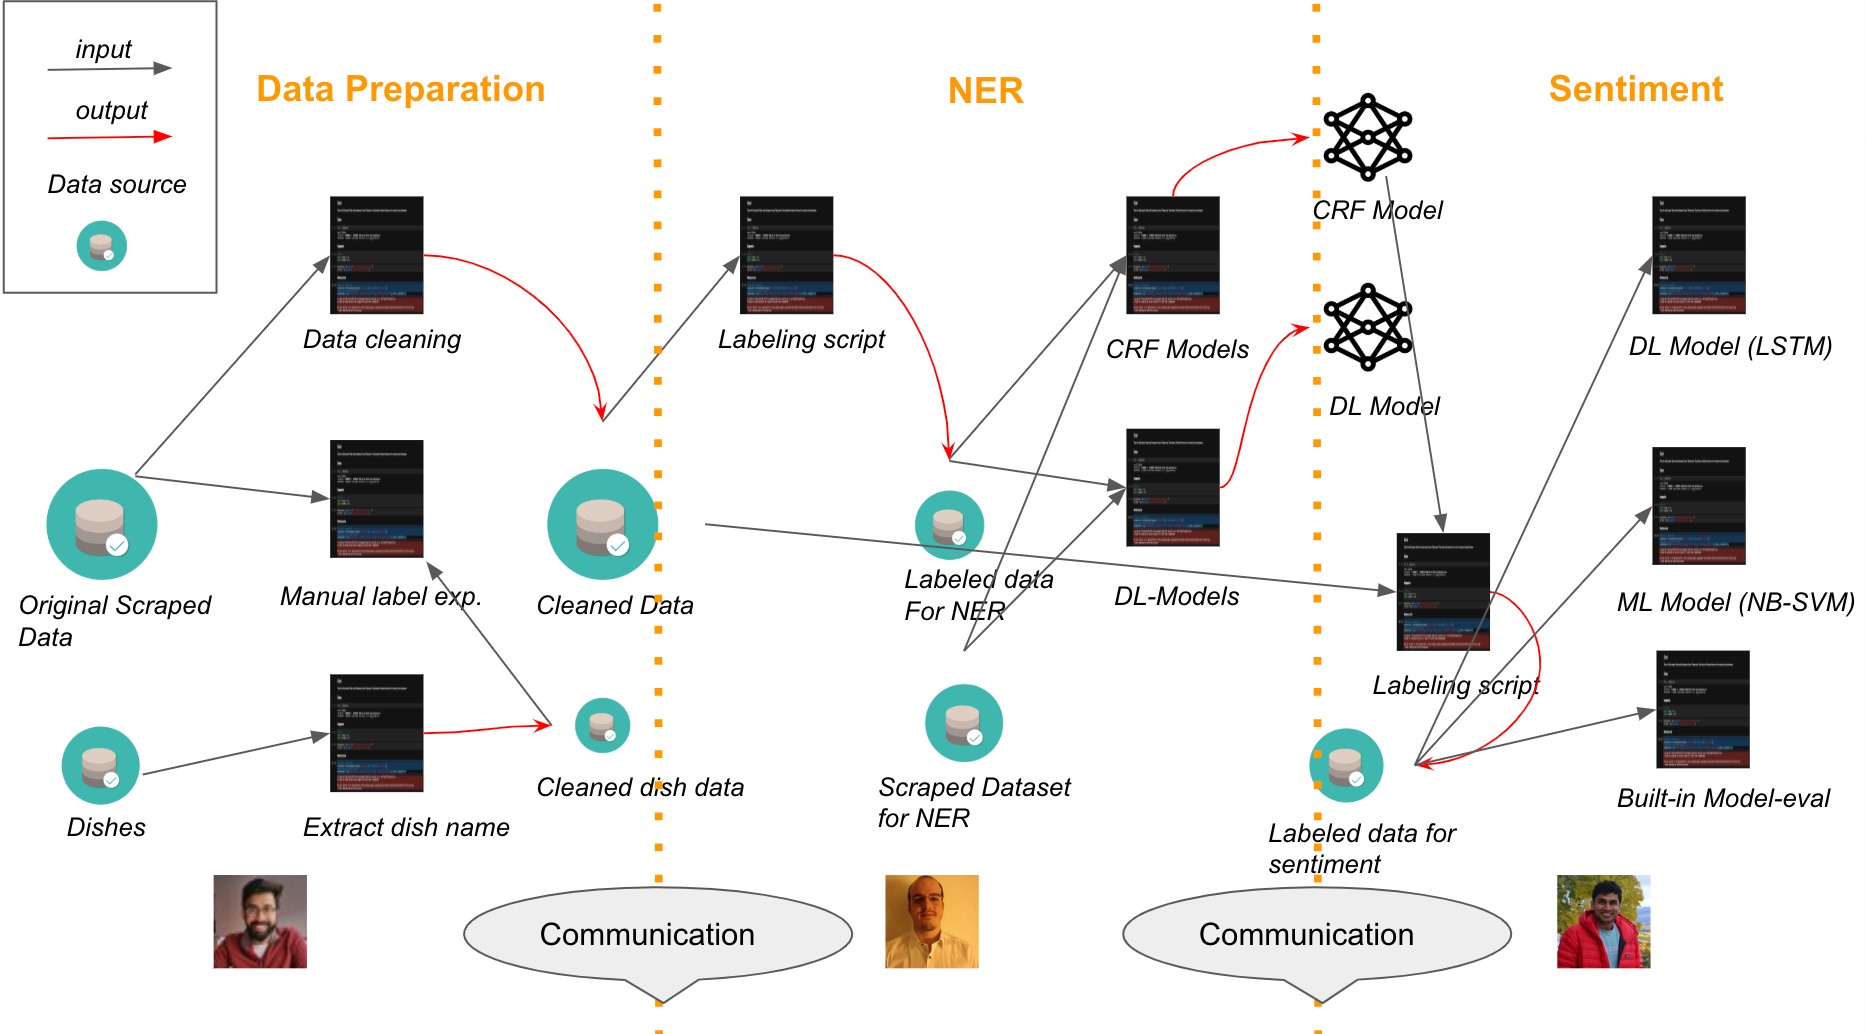 input
output
Data source
Data Preparation
NER
Sentiment
Data cleaning
Labeling script
CRF Models
CRF Model
DL Model
DL Model (LSTM)
Original Scraped
Data
Manual label exp.
Cleaned Data
Labeled data
For NER
DL-Models
Labeling script
ML Model (NB-SVM)
Dishes
Extract dish name
Cleaned dish data
Scraped Dataset
for NER
Labeled data for
sentiment
Built-in Model-eval
Communication
Communication